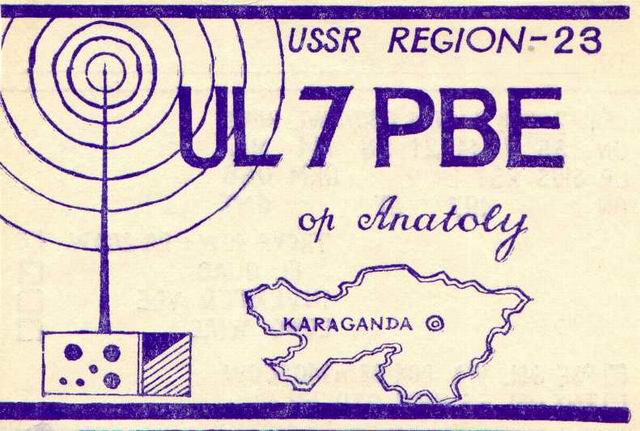 USSR REGION-23
UL7PBE
op Anatoly
KARAGANDA